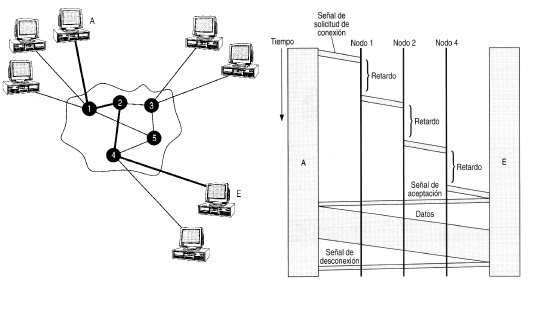 A
1
2
3
5
4
E
Señal de
solicitud de
conexión
Tiempo
Nodo 1
Nodo 2
Nodo 4
Retardo
Retardo
Retardo
A
E
Señal de
aceptación
Datos
Señal de
desconexión